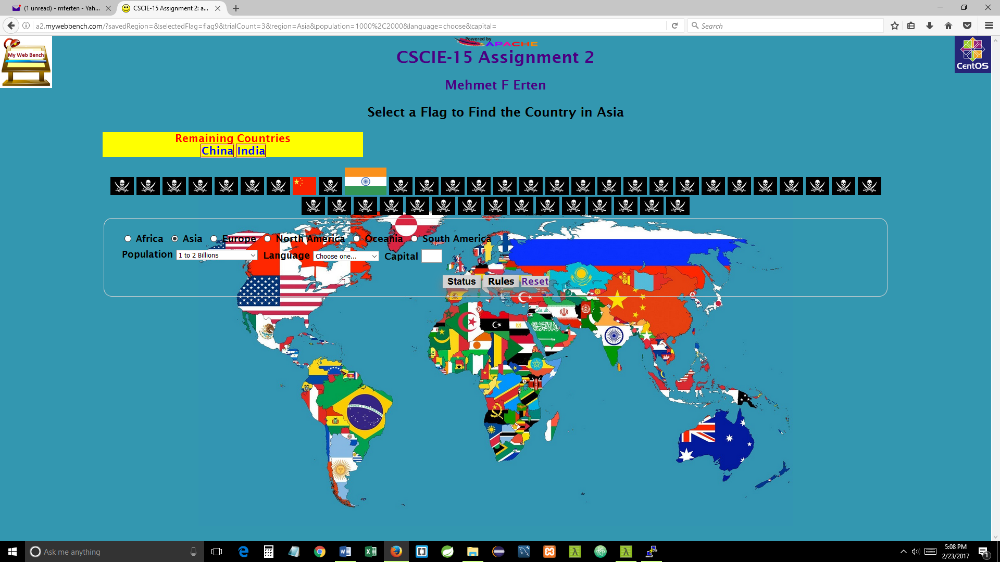 (1 unread) - mferten - Yah...
CSCIE-15 Assignment 2: a...
a2.mywebbench.com/?savedRegion=&selectedFlag=flag9&trialCount=3&region=Asia&population=1000%2C2000&language=choose&capital=
Search
My Web Bench
Powered by
APACHE
CentOS
CSCIE-15 Assignment 2
Mehmet F Erten
Select a Flag to Find the Country in Asia
Remaining Countries
China India
Africa Asia Europe North America Oceania South America
Population 1 to 2 Billions Language Choose one... Capital
Status Rules Reset
ORDEM E PROGRESSO
Ask me anything
5:08 PM
2/23/2017
1